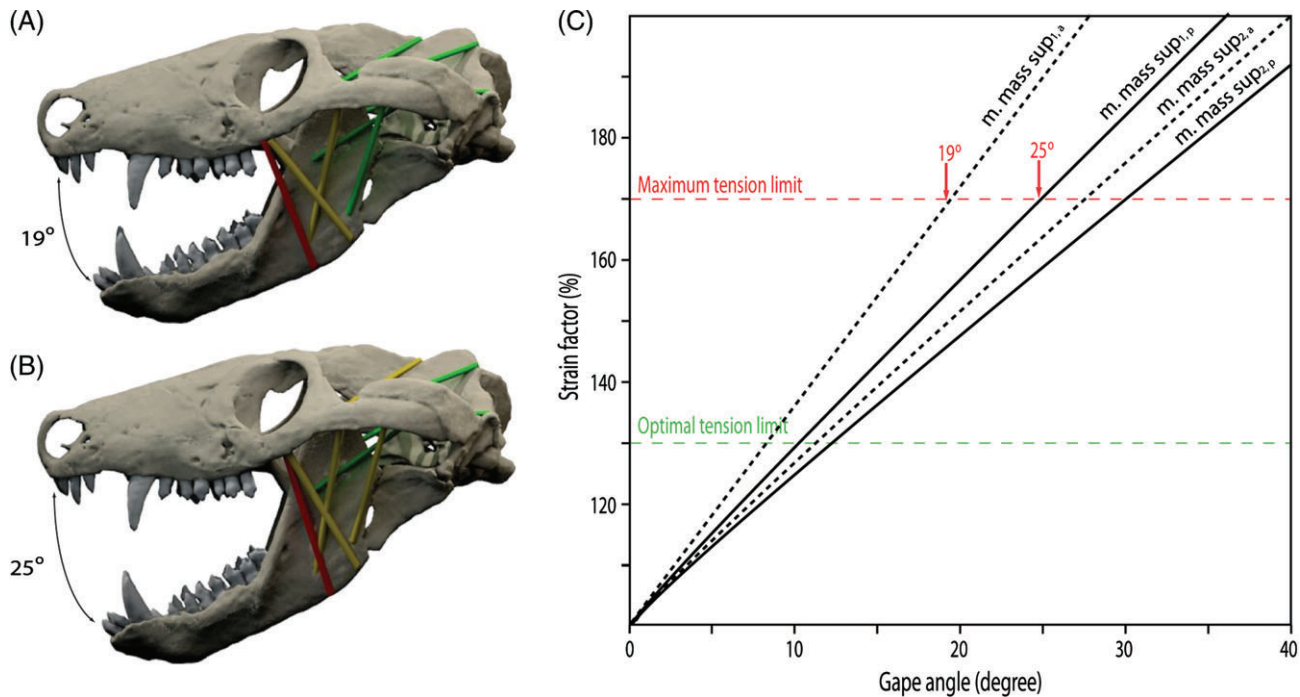 (A)
19°
(B)
25°
(C)
Strain factor (%)
180
160
140
120
Maximum tension limit
Optimal tension limit
19°
25°
m. mass sup1, a
m. mass sup1, p
m. mass sup2, a
m. mass sup2, p
0
10
20
30
40
Gape angle (degree)